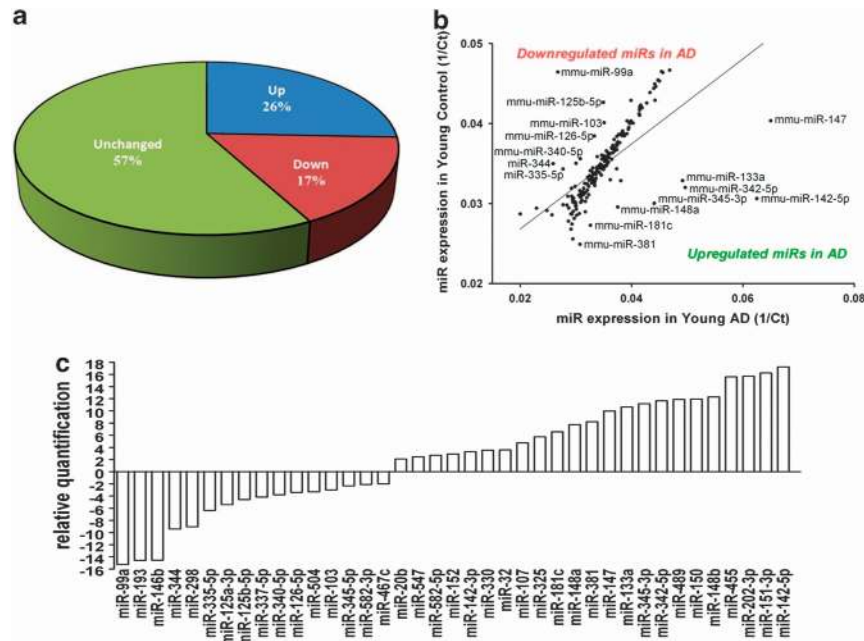 a
Up
26%
Unchanged
57%
Down
17%
b
miR expression in Young Control (1/Ct)
0.05
0.04
0.03
0.02
Downregulated miRs in AD
mmu-miR-99a
mmu-miR-125b-5p
mmu-miR-103
mmu-miR-126-5p
mmu-miR-340-5p
miR-344
miR-335-5p
mmu-miR-147
mmu-miR-133a
mmu-miR-342-5p
mmu-miR-345-3p
mmu-miR-142-5p
mmu-miR-148a
mmu-miR-181c
mmu-miR-381
Upregulated miRs in AD
0.02 0.04 0.06 0.08
miR expression in Young AD (1/Ct)
c
relative quantification
18
16
14
12
10
8
6
4
2
0
-2
-4
-6
-8
-10
-12
-14
-16
miR-99a
miR-193
miR-146b
miR-344
miR-298
miR-335-5p
miR-125a-3p
miR-125b-5p
miR-337-5p
miR-340-5p
miR-126-5p
miR-504
miR-103
miR-345-5p
miR-582-3p
miR-467c
miR-20b
miR-547
miR-582-5p
miR-152
miR-142-3p
miR-330
miR-32
miR-107
miR-325
miR-181c
miR-148a
miR-381
miR-147
miR-133a
miR-345-3p
miR-342-5p
miR-489
miR-150
miR-148b
miR-455
miR-202-3p
miR-151-3p
miR-142-5p